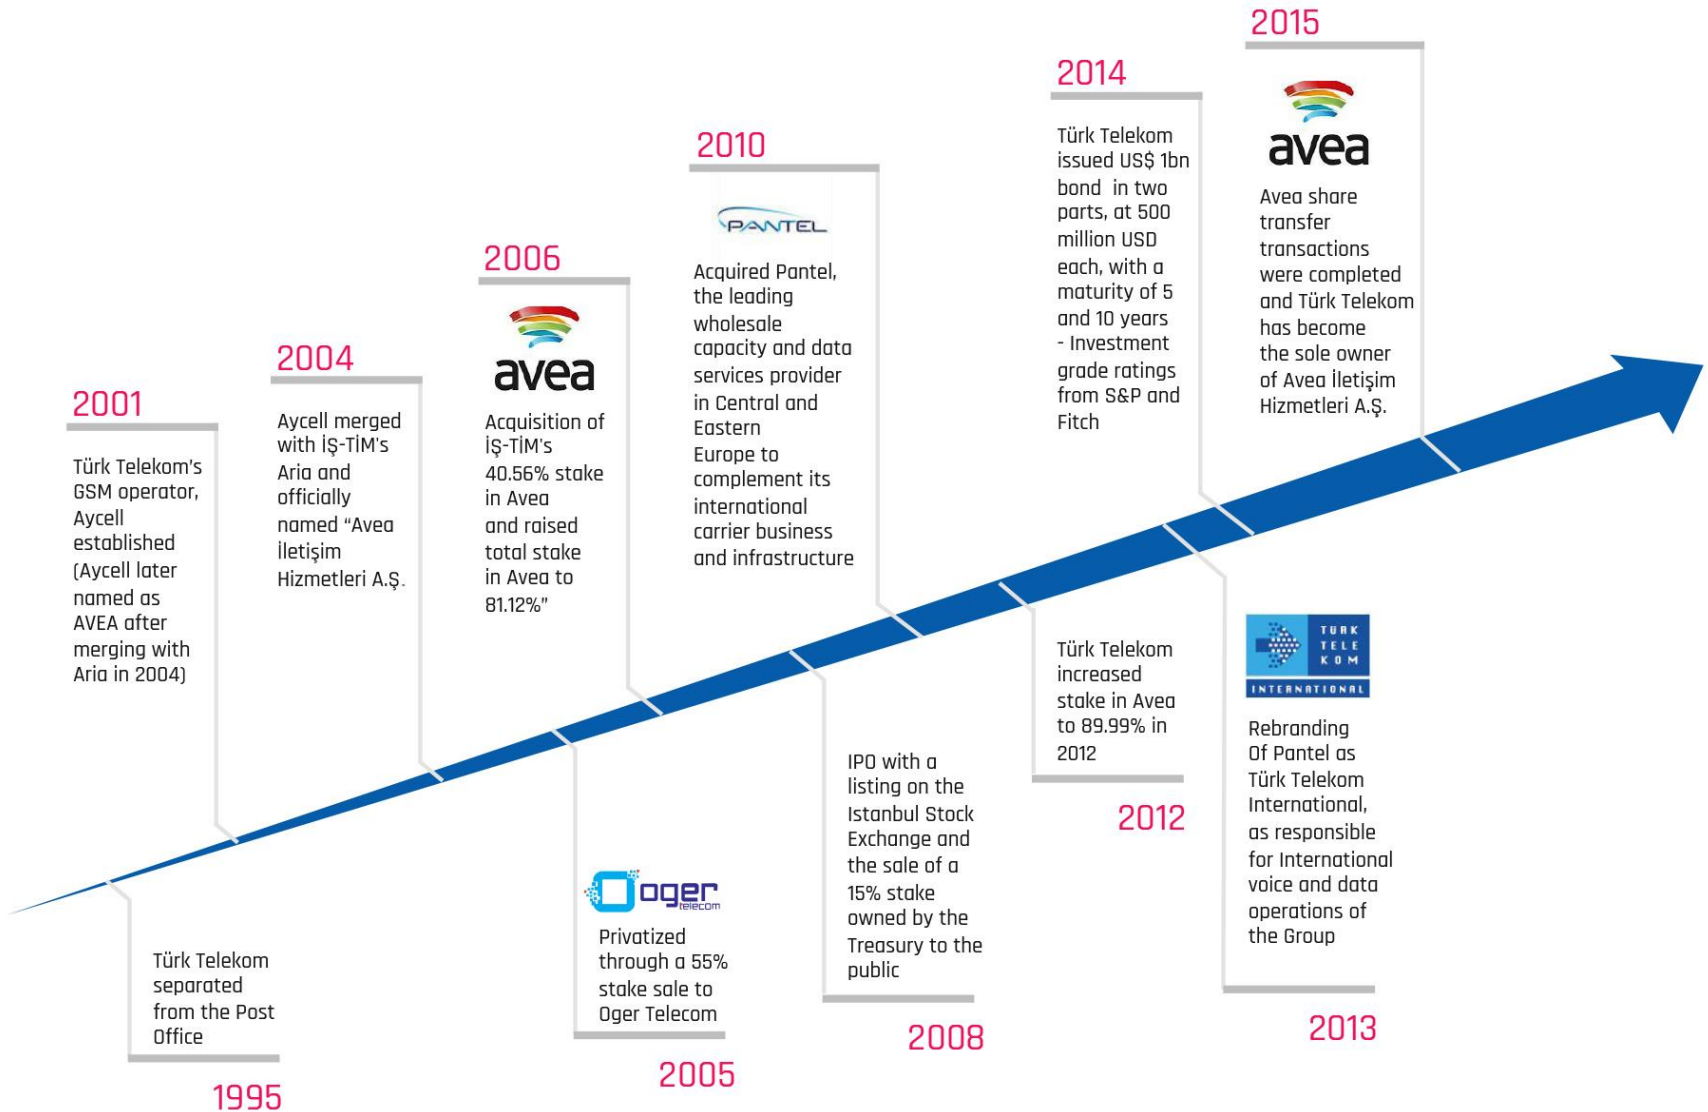 2001
Türk Telekom’s
GSM operator,
Aycell
established
(Aycell later
named as
AVEA after
merging with
Aria in 2004)
2004
Aycell merged
with İŞ-TİM's
Aria and
officially
named “Avea
İletişim
Hizmetleri A.Ş.
2006
avea
Acquisition of
İŞ-TİM's
40.56% stake
in Avea
and raised
total stake
in Avea to
81.12%”
2010
PANTEL
Acquired Pantel,
the leading
wholesale
capacity and data
services provider
in Central and
Eastern
Europe to
complement its
international
carrier business
and infrastructure
2014
Türk Telekom
issued US$ 1bn
bond in two
parts, at 500
million USD
each, with a
maturity of 5
and 10 years
- Investment
grade ratings
from S&P and
Fitch
2015
avea
Avea share
transfer
transactions
were completed
and Türk Telekom
has become
the sole owner
of Avea İletişim
Hizmetleri A.Ş.
Türk Telekom
separated
from the Post
Office
1995
oger
telecom
Privatized
through a 55%
stake sale to
Oger Telecom
2005
IPO with a
listing on the
Istanbul Stock
Exchange and
the sale of a
15% stake
owned by the
Treasury to the
public
2008
Türk Telekom
increased
stake in Avea
to 89.99% in
2012
2012
TÜRK
TELE
KOM
INTERNATIONAL
Rebranding
Of Pantel as
Türk Telekom
International,
as responsible
for International
voice and data
operations of
the Group
2013